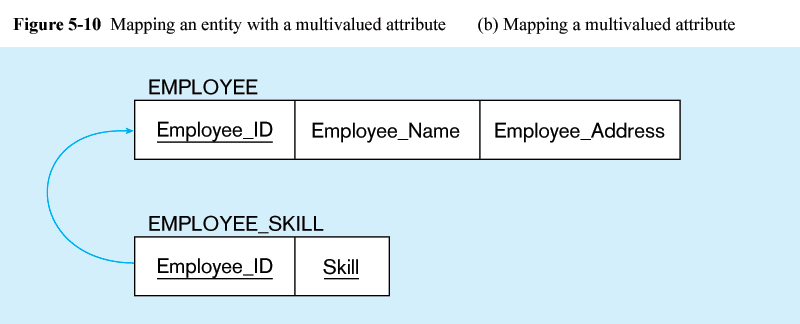 Figure 5-10 Mapping an entity with a multivalued attribute (b) Mapping a multivalued attribute
EMPLOYEE
Employee_ID Employee_Name Employee_Address
EMPLOYEE_SKILL
Employee_ID Skill